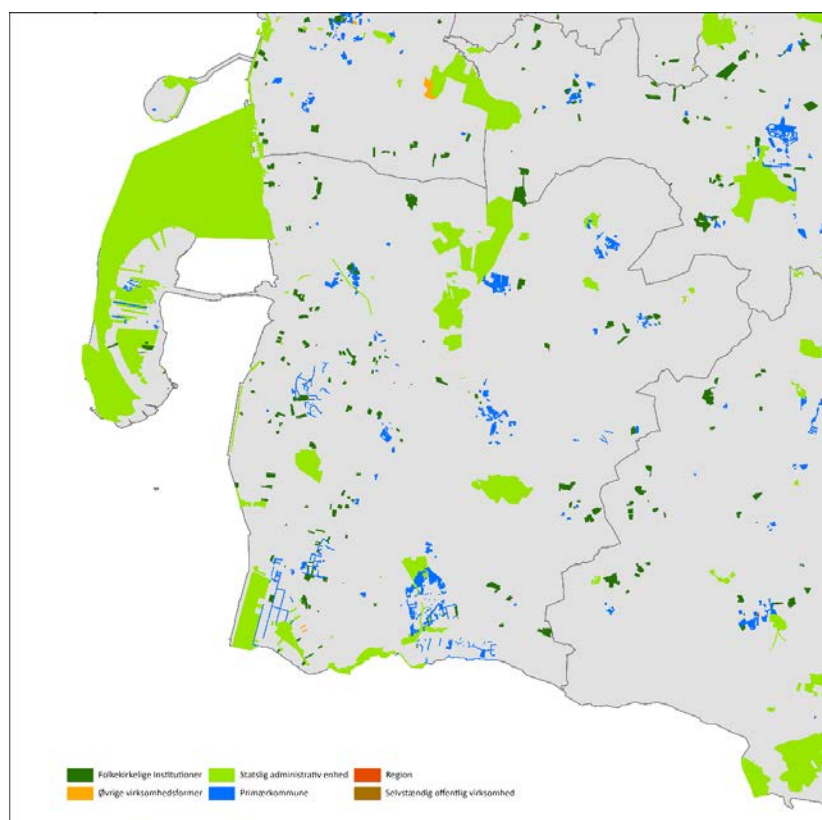 Folkekirkelige Institutioner Statslig administrativ enhed Region
Øvrige virksomhedsformer Primærkommune Selvstændig offentlig virksomhed